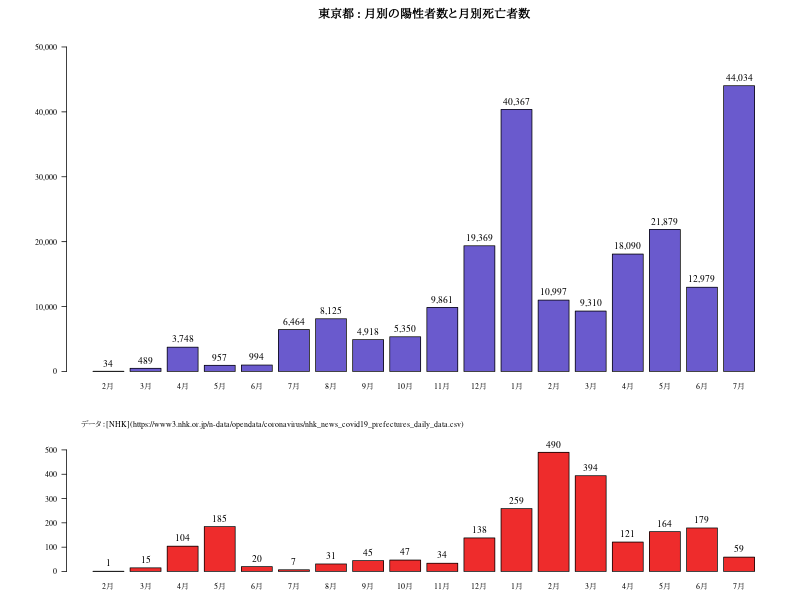 東京都：月別の陽性者数と月別死亡者数
50,000
40,000
30,000
20,000
10,000
0
34 489 3,748 957 994 6,464 8,125 4,918 5,350 9,861 19,369 40,367 10,997 9,310 18,090 21,879 12,979 44,034
2月 3月 4月 5月 6月 7月 8月 9月 10月 11月 12月 1月 2月 3月 4月 5月 6月 7月
データ：[NHK](https://www3.nhk.or.jp/n-data/opendata/coronavirus/nhk_news_covid19_prefectures_daily_data.csv)
500
400
300
200
100
0
1 15 104 185 20 7 31 45 47 34 138 259 490 394 121 164 179 59
2月 3月 4月 5月 6月 7月 8月 9月 10月 11月 12月 1月 2月 3月 4月 5月 6月 7月